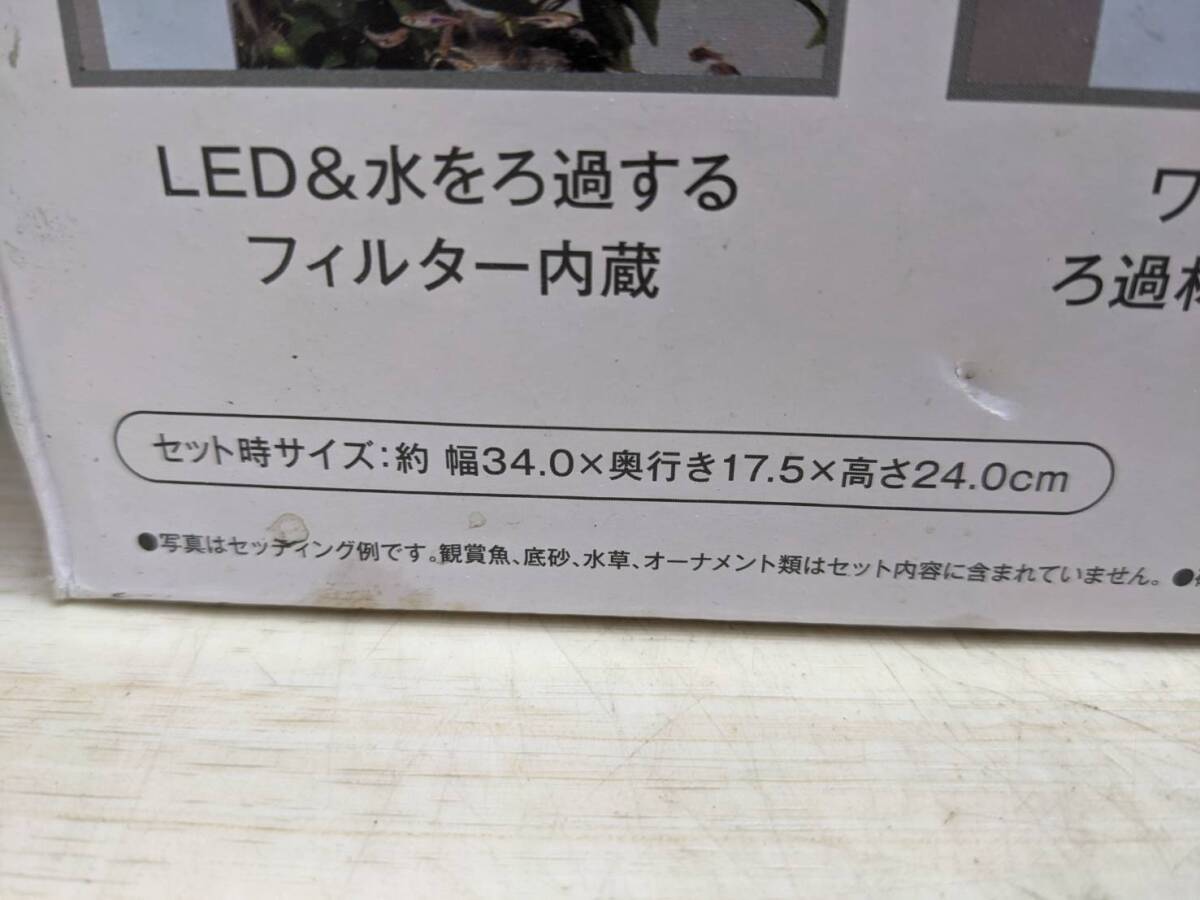 LED&水をろ過する
フィルター内蔵
ワ
ろ過
セット時サイズ:約 幅34.0×奥行き17.5×高さ24.0cm
●写真はセッティング例です。観賞魚、底砂、水草、オーナメント類はセット内容に含まれていません。●